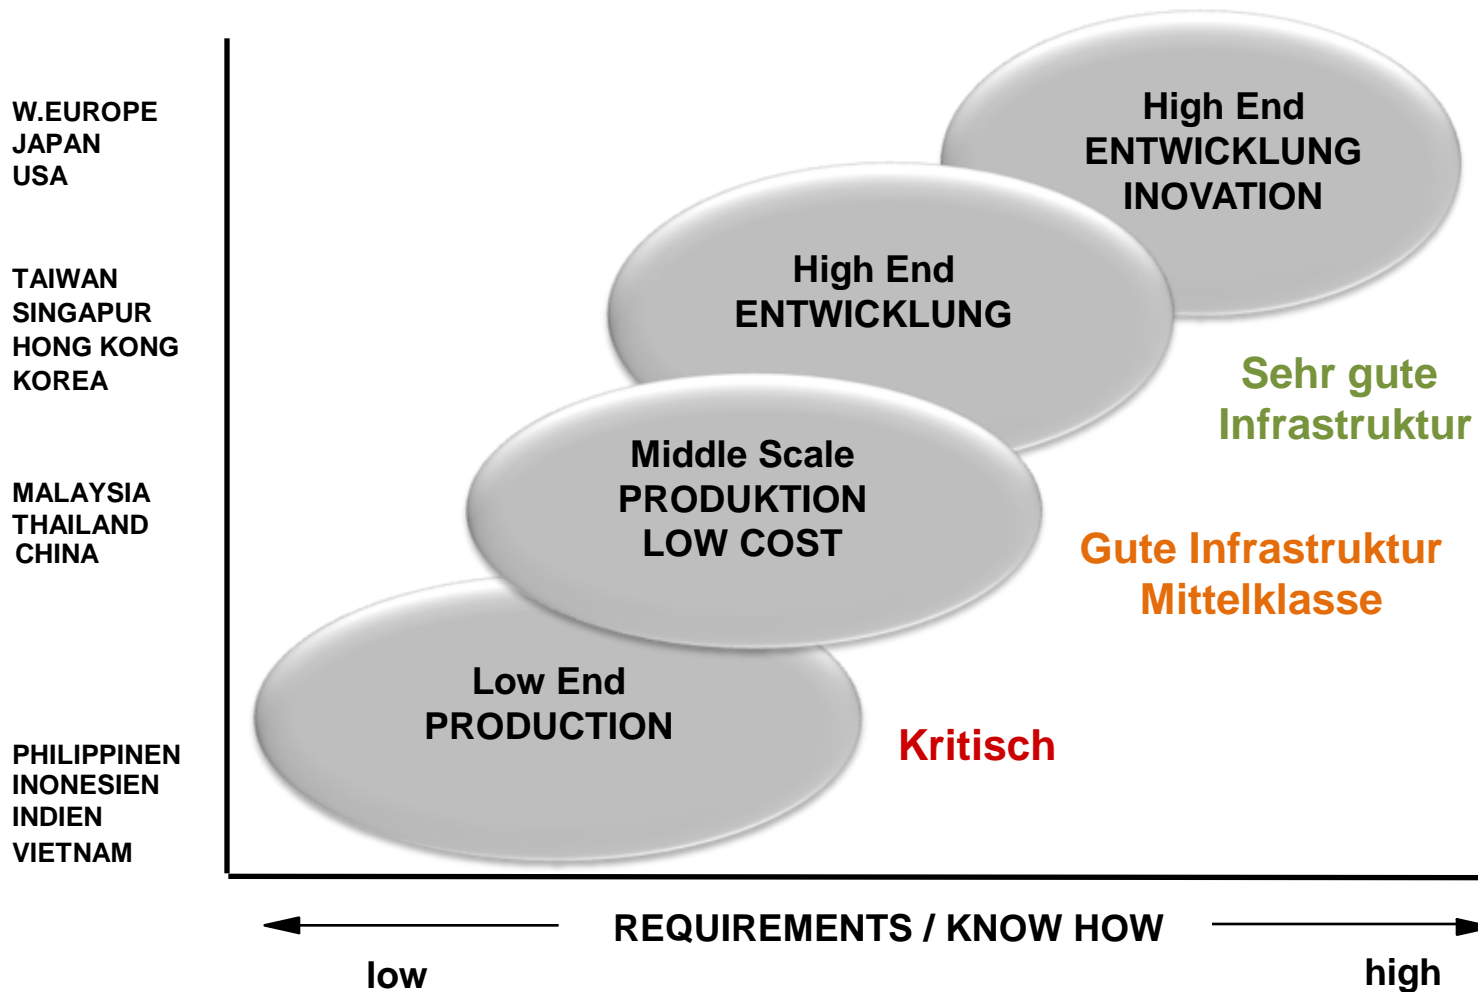 W.EUROPE
JAPAN
USA
High End
ENTWICKLUNG
INOVATION
TAIWAN
SINGAPUR
HONG KONG
KOREA
High End
ENTWICKLUNG
Sehr gute
Infrastruktur
MALAYSIA
THAILAND
CHINA
Middle Scale
PRODUKTION
LOW COST
Gute Infrastruktur
Mittelklasse
PHILIPPINEN
INONESIEN
INDIEN
VIETNAM
Low End
PRODUCTION
Kritisch
REQUIREMENTS / KNOW HOW
low
high